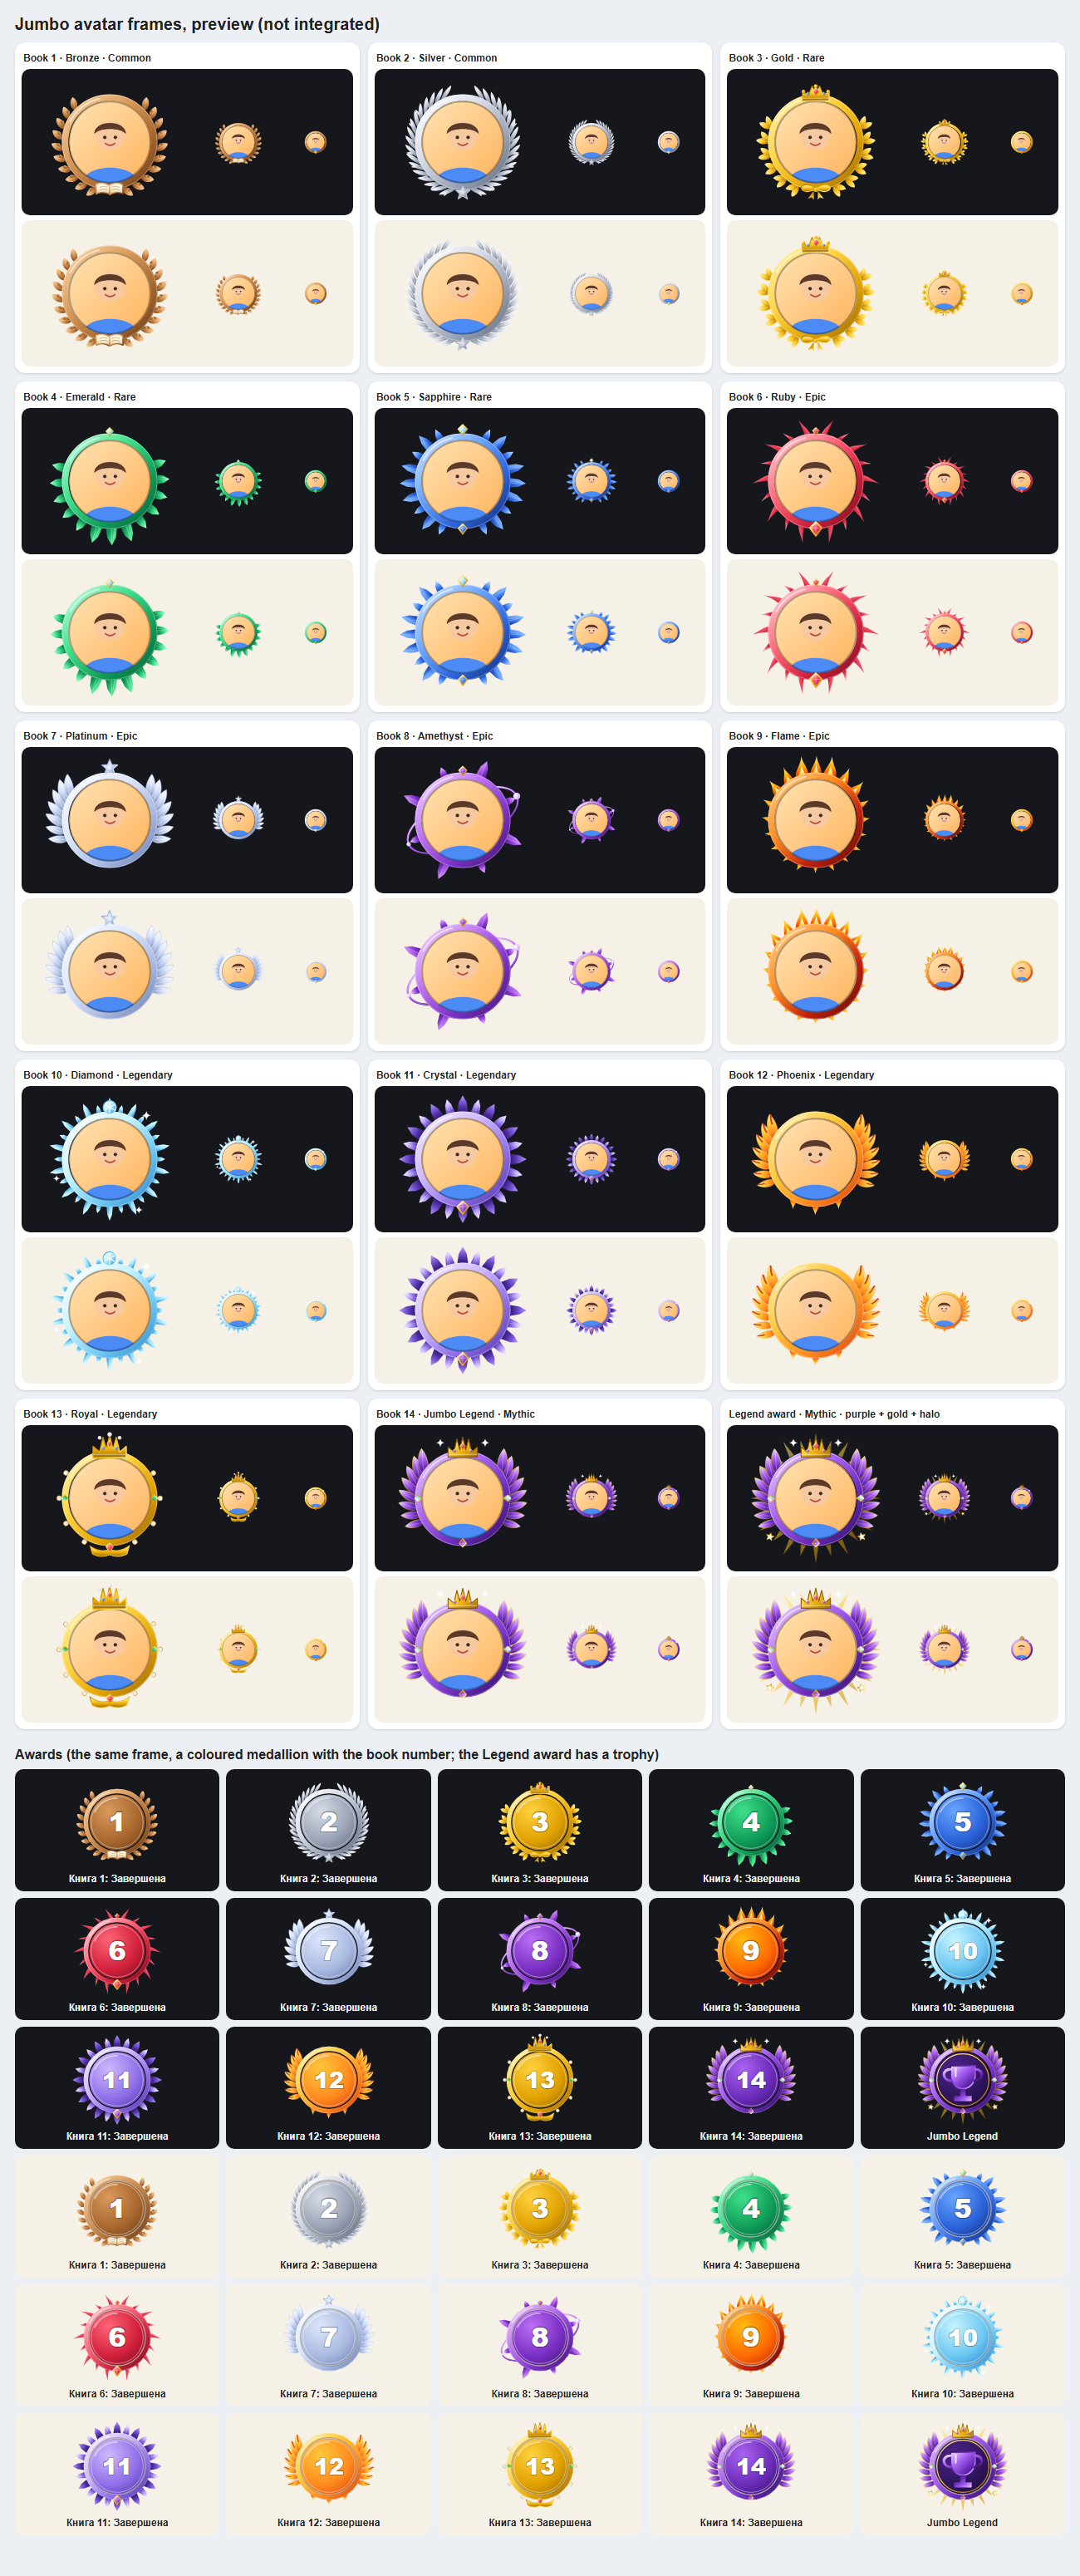 Jumbo avatar frames, preview (not integrated)
Book 1 · Bronze · Common
Book 2 · Silver · Common
Book 3 · Gold · Rare
Book 4 · Emerald · Rare
Book 5 · Sapphire · Rare
Book 6 · Ruby · Epic
Book 7 · Platinum · Epic
Book 8 · Amethyst · Epic
Book 9 · Flame · Epic
Book 10 · Diamond · Legendary
Book 11 · Crystal · Legendary
Book 12 · Phoenix · Legendary
Book 13 · Royal · Legendary
Book 14 · Jumbo Legend · Mythic
Legend award · Mythic · purple + gold + halo
Awards (the same frame, a coloured medallion with the book number; the Legend award has a trophy)
1
2
3
4
5
Книга 1: Завершена
Книга 2: Завершена
Книга 3: Завершена
Книга 4: Завершена
Книга 5: Завершена
6
7
8
9
10
Книга 6: Завершена
Книга 7: Завершена
Книга 8: Завершена
Книга 9: Завершена
Книга 10: Завершена
11
12
13
14
Книга 11: Завершена
Книга 12: Завершена
Книга 13: Завершена
Книга 14: Завершена
Jumbo Legend
1
2
3
4
5
Книга 1: Завершена
Книга 2: Завершена
Книга 3: Завершена
Книга 4: Завершена
Книга 5: Завершена
6
7
8
9
10
Книга 6: Завершена
Книга 7: Завершена
Книга 8: Завершена
Книга 9: Завершена
Книга 10: Завершена
11
12
13
14
Книга 11: Завершена
Книга 12: Завершена
Книга 13: Завершена
Книга 14: Завершена
Jumbo Legend